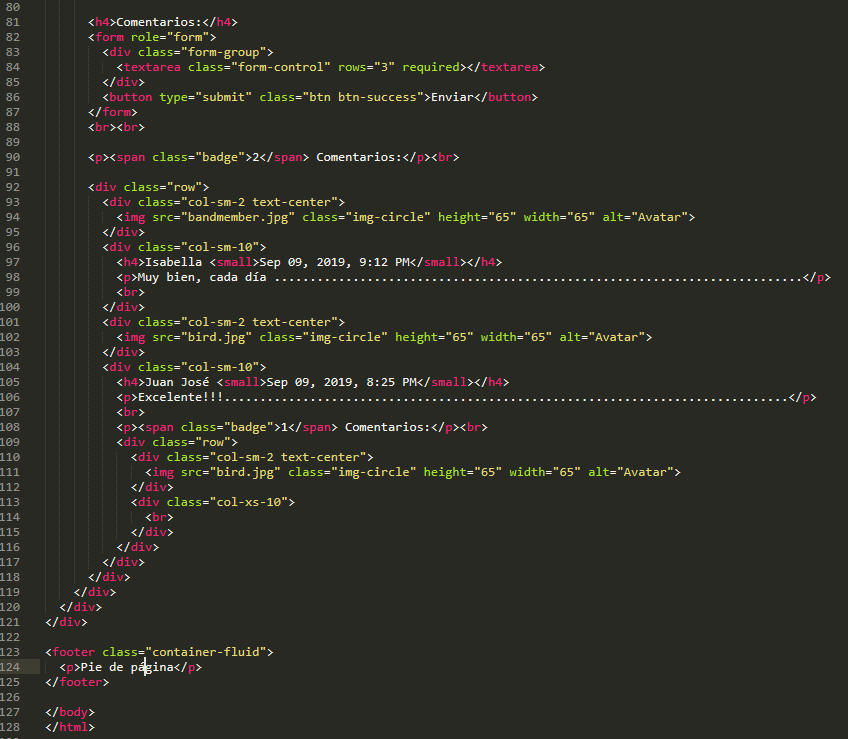 80
81 <h4>Comentarios:</h4>
82 <form role="form">
83 <div class="form-group">
84 <textarea class="form-control" rows="3" required></textarea>
85 </div>
86 <button type="submit" class="btn btn-success">Enviar</button>
87 </form>
88 <br><br>
89
90 <p><span class="badge">2</span> Comentarios:</p><br>
91
92 <div class="row">
93 <div class="col-sm-2 text-center">
94 <img src="bandmember.jpg" class="img-circle" height="65" width="65" alt="Avatar">
95 </div>
96 <div class="col-sm-10">
97 <h4>Isabella <small>Sep 09, 2019, 9:12 PM</small></h4>
98 <p>Muy bien, cada día ..........................................................................</p>
99 <br>
100 </div>
101 <div class="col-sm-2 text-center">
102 <img src="bird.jpg" class="img-circle" height="65" width="65" alt="Avatar">
103 </div>
104 <div class="col-sm-10">
105 <h4>Juan José <small>Sep 09, 2019, 8:25 PM</small></h4>
106 <p>Excelente!!!...............................................................................</p>
107 <br>
108 <p><span class="badge">1</span> Comentarios:</p><br>
109 <div class="row">
110 <div class="col-sm-2 text-center">
111 <img src="bird.jpg" class="img-circle" height="65" width="65" alt="Avatar">
112 </div>
113 <div class="col-xs-10">
114 <br>
115 </div>
116 </div>
117 </div>
118 </div>
119 </div>
120 </div>
121 </div>
122
123 <footer class="container-fluid">
124 <p>Pie de página</p>
125 </footer>
126
127 </body>
128 </html>